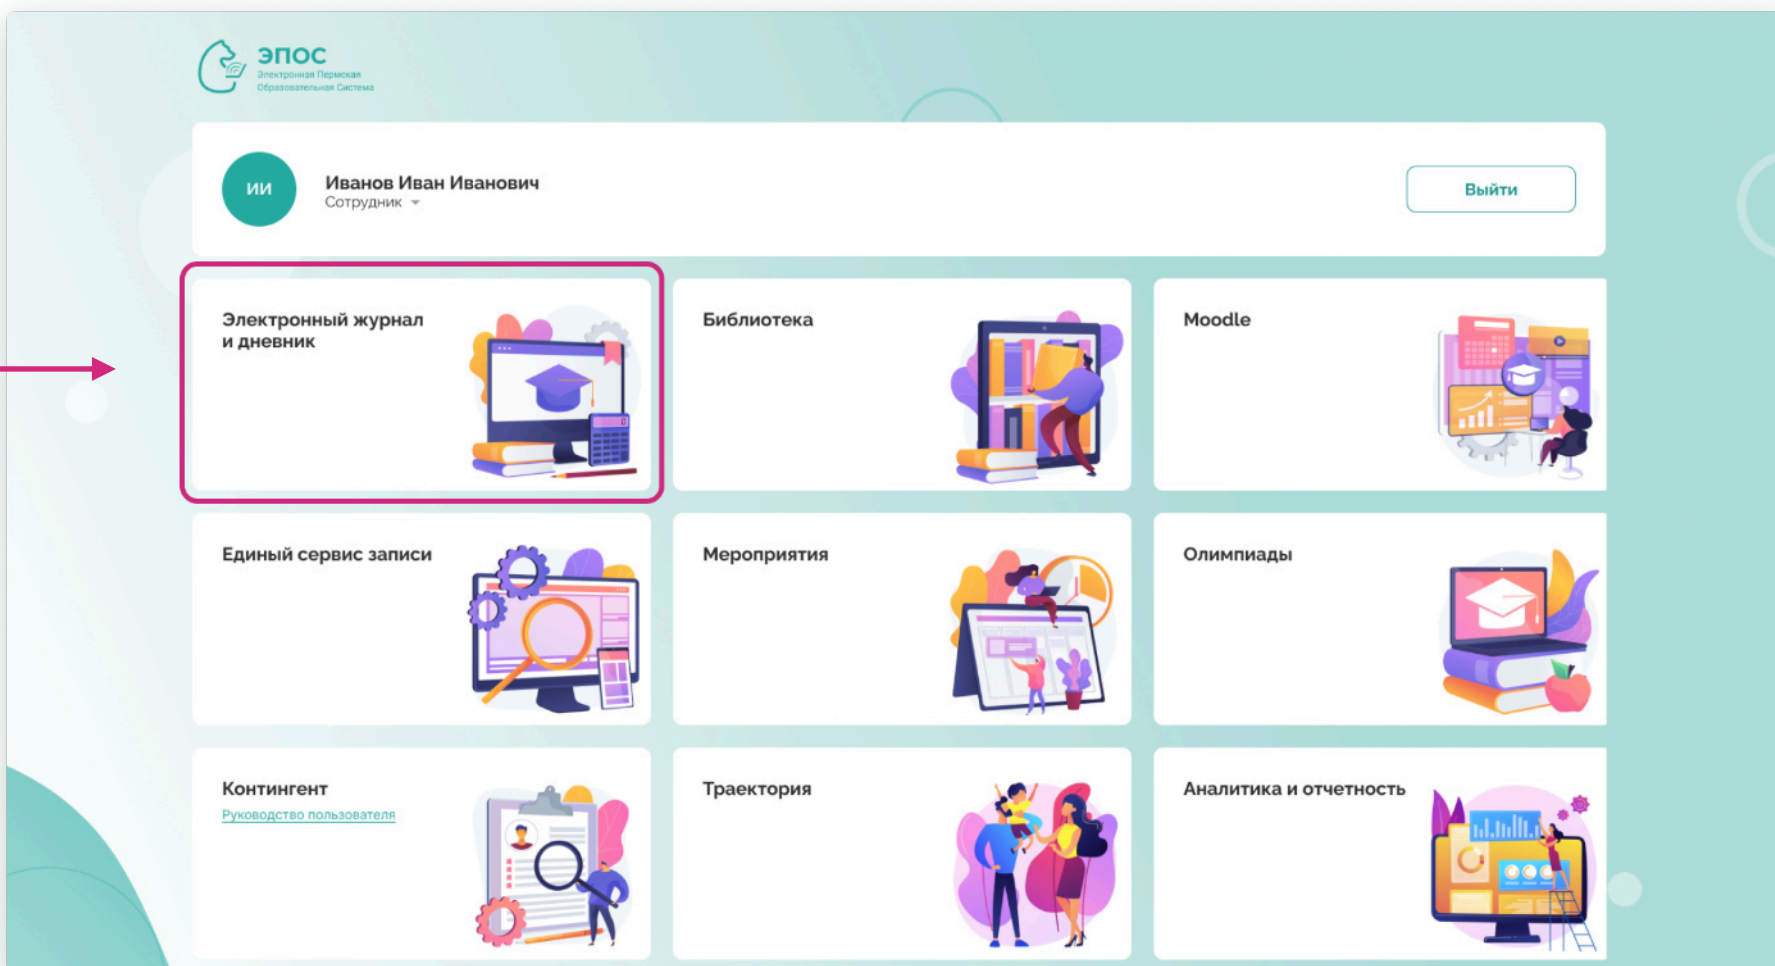 ЭПОС
Электронная Пермская
Образовательная Система
ИИ
Иванов Иван Иванович
Сотрудник
Выйти
Электронный журнал
и дневник
Библиотека
Moodle
Единый сервис записи
Мероприятия
Олимпиады
Контингент
Руководство пользователя
Траектория
Аналитика и отчетность